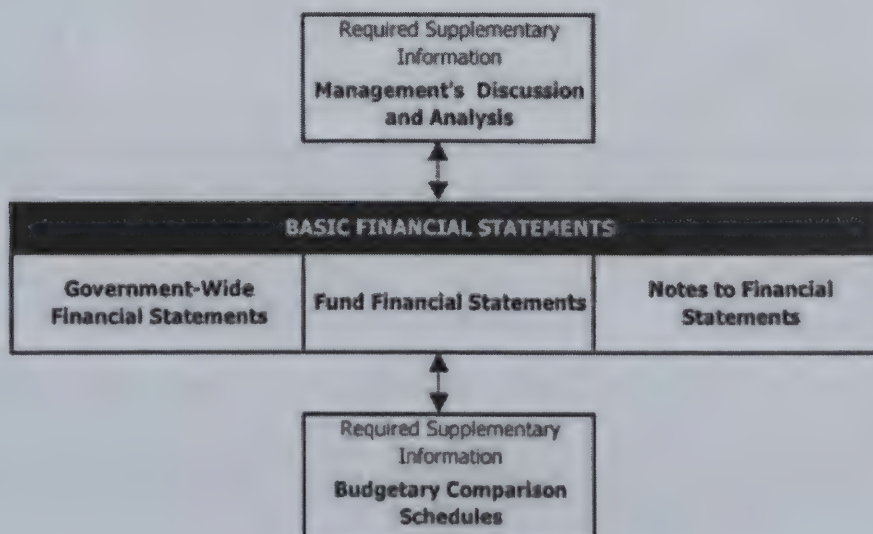 Required Supplementary
Information
Management's Discussion
and Analysis
BASIC FINANCIAL STATEMENTS
Government-Wide
Financial Statements
Fund Financial Statements
Notes to Financial
Statements
Required Supplementary
Information
Budgetary Comparison
Schedules